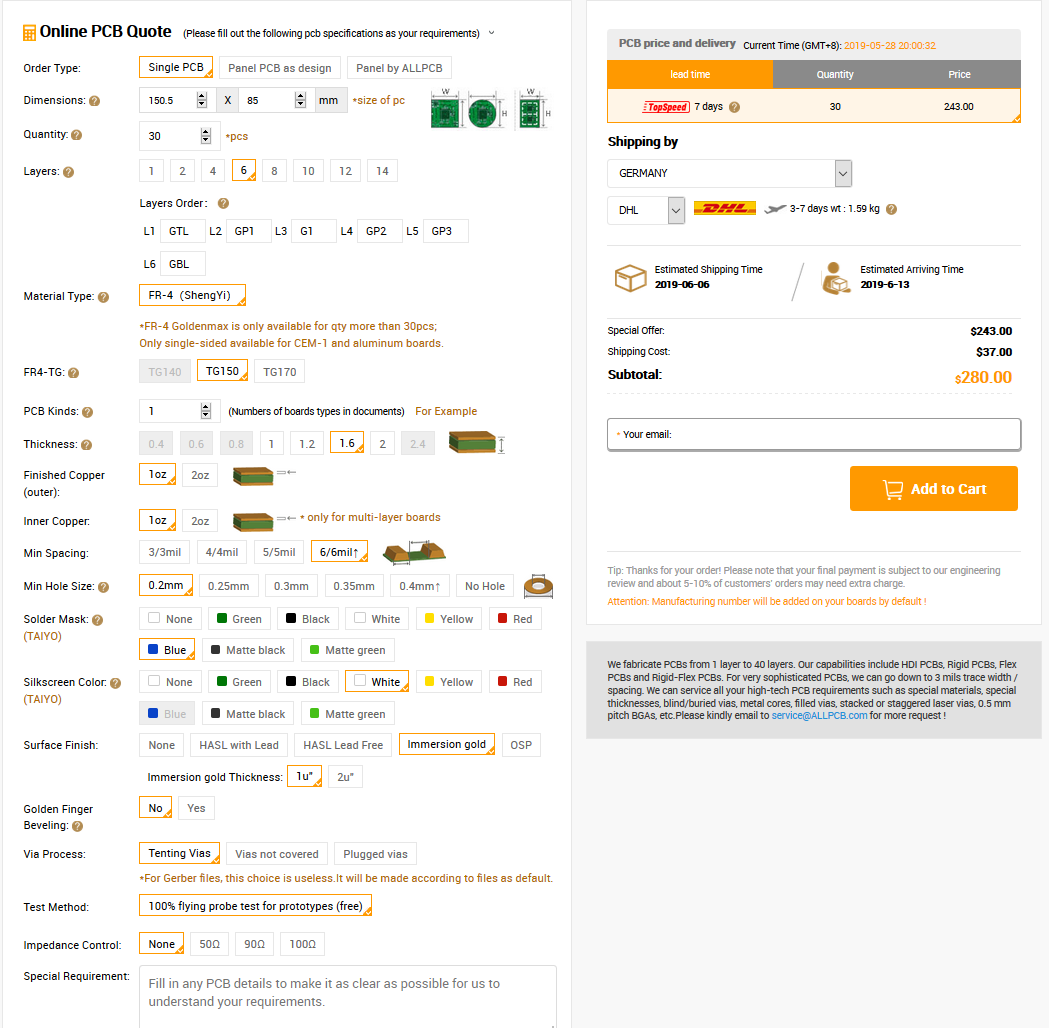 Online PCB Quote (Please fill out the following pcb specifications as your requirements)
Order Type: Single PCB Panel PCB as design Panel by ALLPCB
Dimensions: ? 150.5 X 85 mm *size of pc
W H W H
Quantity: ? 30 *pcs
Layers: ? 1 2 4 6 8 10 12 14
Layers Order: ?
L1 GTL L2 GP1 L3 G1 L4 GP2 L5 GP3
L6 GBL
Material Type: ? FR-4 (ShengYi)
*FR-4 Goldenmax is only available for qty more than 30pcs;
Only single-sided available for CEM-1 and aluminum boards.
FR4-TG: ? TG140 TG150 TG170
PCB Kinds: ? 1 (Numbers of boards types in documents) For Example
Thickness: ? 0.4 0.6 0.8 1 1.2 1.6 2 2.4
Finished Copper (outer): 1oz 2oz
Inner Copper: 1oz 2oz * only for multi-layer boards
Min Spacing: 3/3mil 4/4mil 5/5mil 6/6mil↑
Min Hole Size: ? 0.2mm 0.25mm 0.3mm 0.35mm 0.4mm↑ No Hole
Solder Mask: ? None Green Black White Yellow Red
(TAIYO)
Blue Matte black Matte green
Silkscreen Color: ? None Green Black White Yellow Red
(TAIYO)
Blue Matte black Matte green
Surface Finish: None HASL with Lead HASL Lead Free Immersion gold OSP
Immersion gold Thickness: 1u" 2u"
Golden Finger Beveling: ? No Yes
Via Process: Tenting Vias Vias not covered Plugged vias
*For Gerber files, this choice is useless.It will be made according to files as default.
Test Method: 100% flying probe test for prototypes (free)
Impedance Control: None 50Ω 90Ω 100Ω
Special Requirement: Fill in any PCB details to make it as clear as possible for us to
understand your requirements.
PCB price and delivery Current Time (GMT+8): 2019-05-28 20:00:32
lead time Quantity Price
TopSpeed 7 days ? 30 243.00
Shipping by
GERMANY
DHL DHL 3-7 days wt : 1.59 kg ?
Estimated Shipping Time
2019-06-06
Estimated Arriving Time
2019-6-13
Special Offer: $243.00
Shipping Cost: $37.00
Subtotal: $280.00
* Your email:
Add to Cart
Tip: Thanks for your order! Please note that your final payment is subject to our engineering
review and about 5-10% of customers' orders may need extra charge.
Attention: Manufacturing number will be added on your boards by default !
We fabricate PCBs from 1 layer to 40 layers. Our capabilities include HDI PCBs, Rigid PCBs, Flex
PCBs and Rigid-Flex PCBs. For very sophisticated PCBs, we can go down to 3 mils trace width /
spacing. We can service all your high-tech PCB requirements such as special materials, special
thicknesses, blind/buried vias, metal cores, filled vias, stacked or staggered laser vias, 0.5 mm
pitch BGAs, etc.Please kindly email to service@ALLPCB.com for more request !